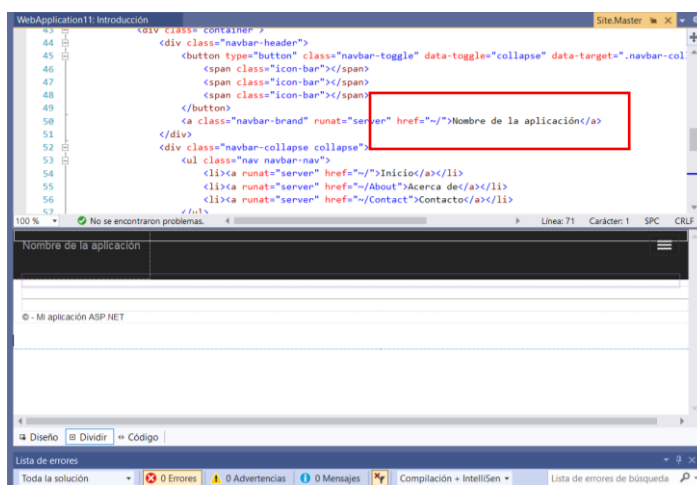 WebApplication11: Introducción Site.Master
43 <div class="container">
44 <div class="navbar-header">
45 <button type="button" class="navbar-toggle" data-toggle="collapse" data-target=".navbar-col
46 <span class="icon-bar"></span>
47 <span class="icon-bar"></span>
48 <span class="icon-bar"></span>
49 </button>
50 <a class="navbar-brand" runat="server" href="~/">Nombre de la aplicación</a>
51 </div>
52 <div class="navbar-collapse collapse">
53 <ul class="nav navbar-nav">
54 <li><a runat="server" href="~/">Inicio</a></li>
55 <li><a runat="server" href="~/About">Acerca de</a></li>
56 <li><a runat="server" href="~/Contact">Contacto</a></li>
57 </ul>
100 % No se encontraron problemas. Línea: 71 Carácter: 1 SPC CRLF
Nombre de la aplicación
© - Mi aplicación ASP.NET
Diseño Dividir Código
Lista de errores
Toda la solución 0 Errores 0 Advertencias 0 Mensajes Compilación + IntelliSen Lista de errores de búsqueda